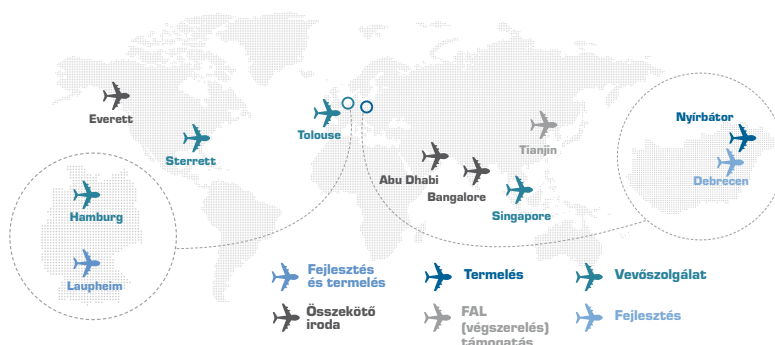 Everett
Sterrett
Tolouse
Abu Dhabi
Bangalore
Tianjin
Singapore
Nyírbátor
Debrecen
Hamburg
Laupheim
Fejlesztés
és termelés
Termelés
Vevőszolgálat
Összekötő
iroda
FAL
(végszerelés)
támogatás
Fejlesztés